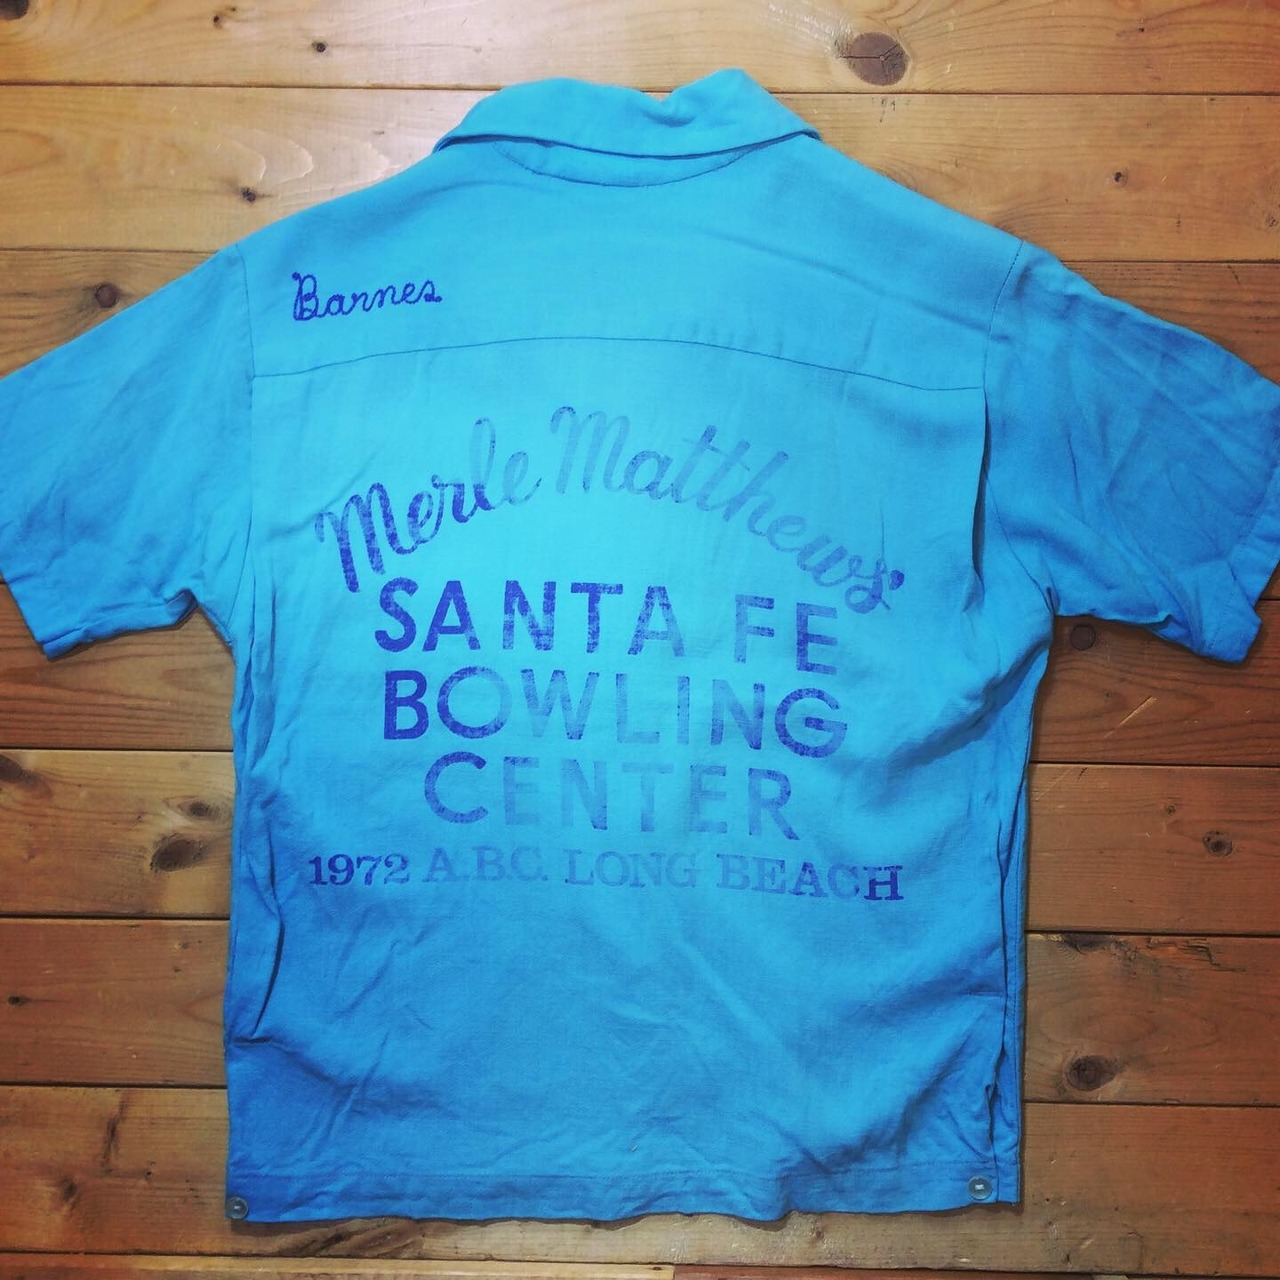 Barnes
Merle Matthews'
SANTA FE
BOWLING
CENTER
1972 A.B.C. LONG BEACH